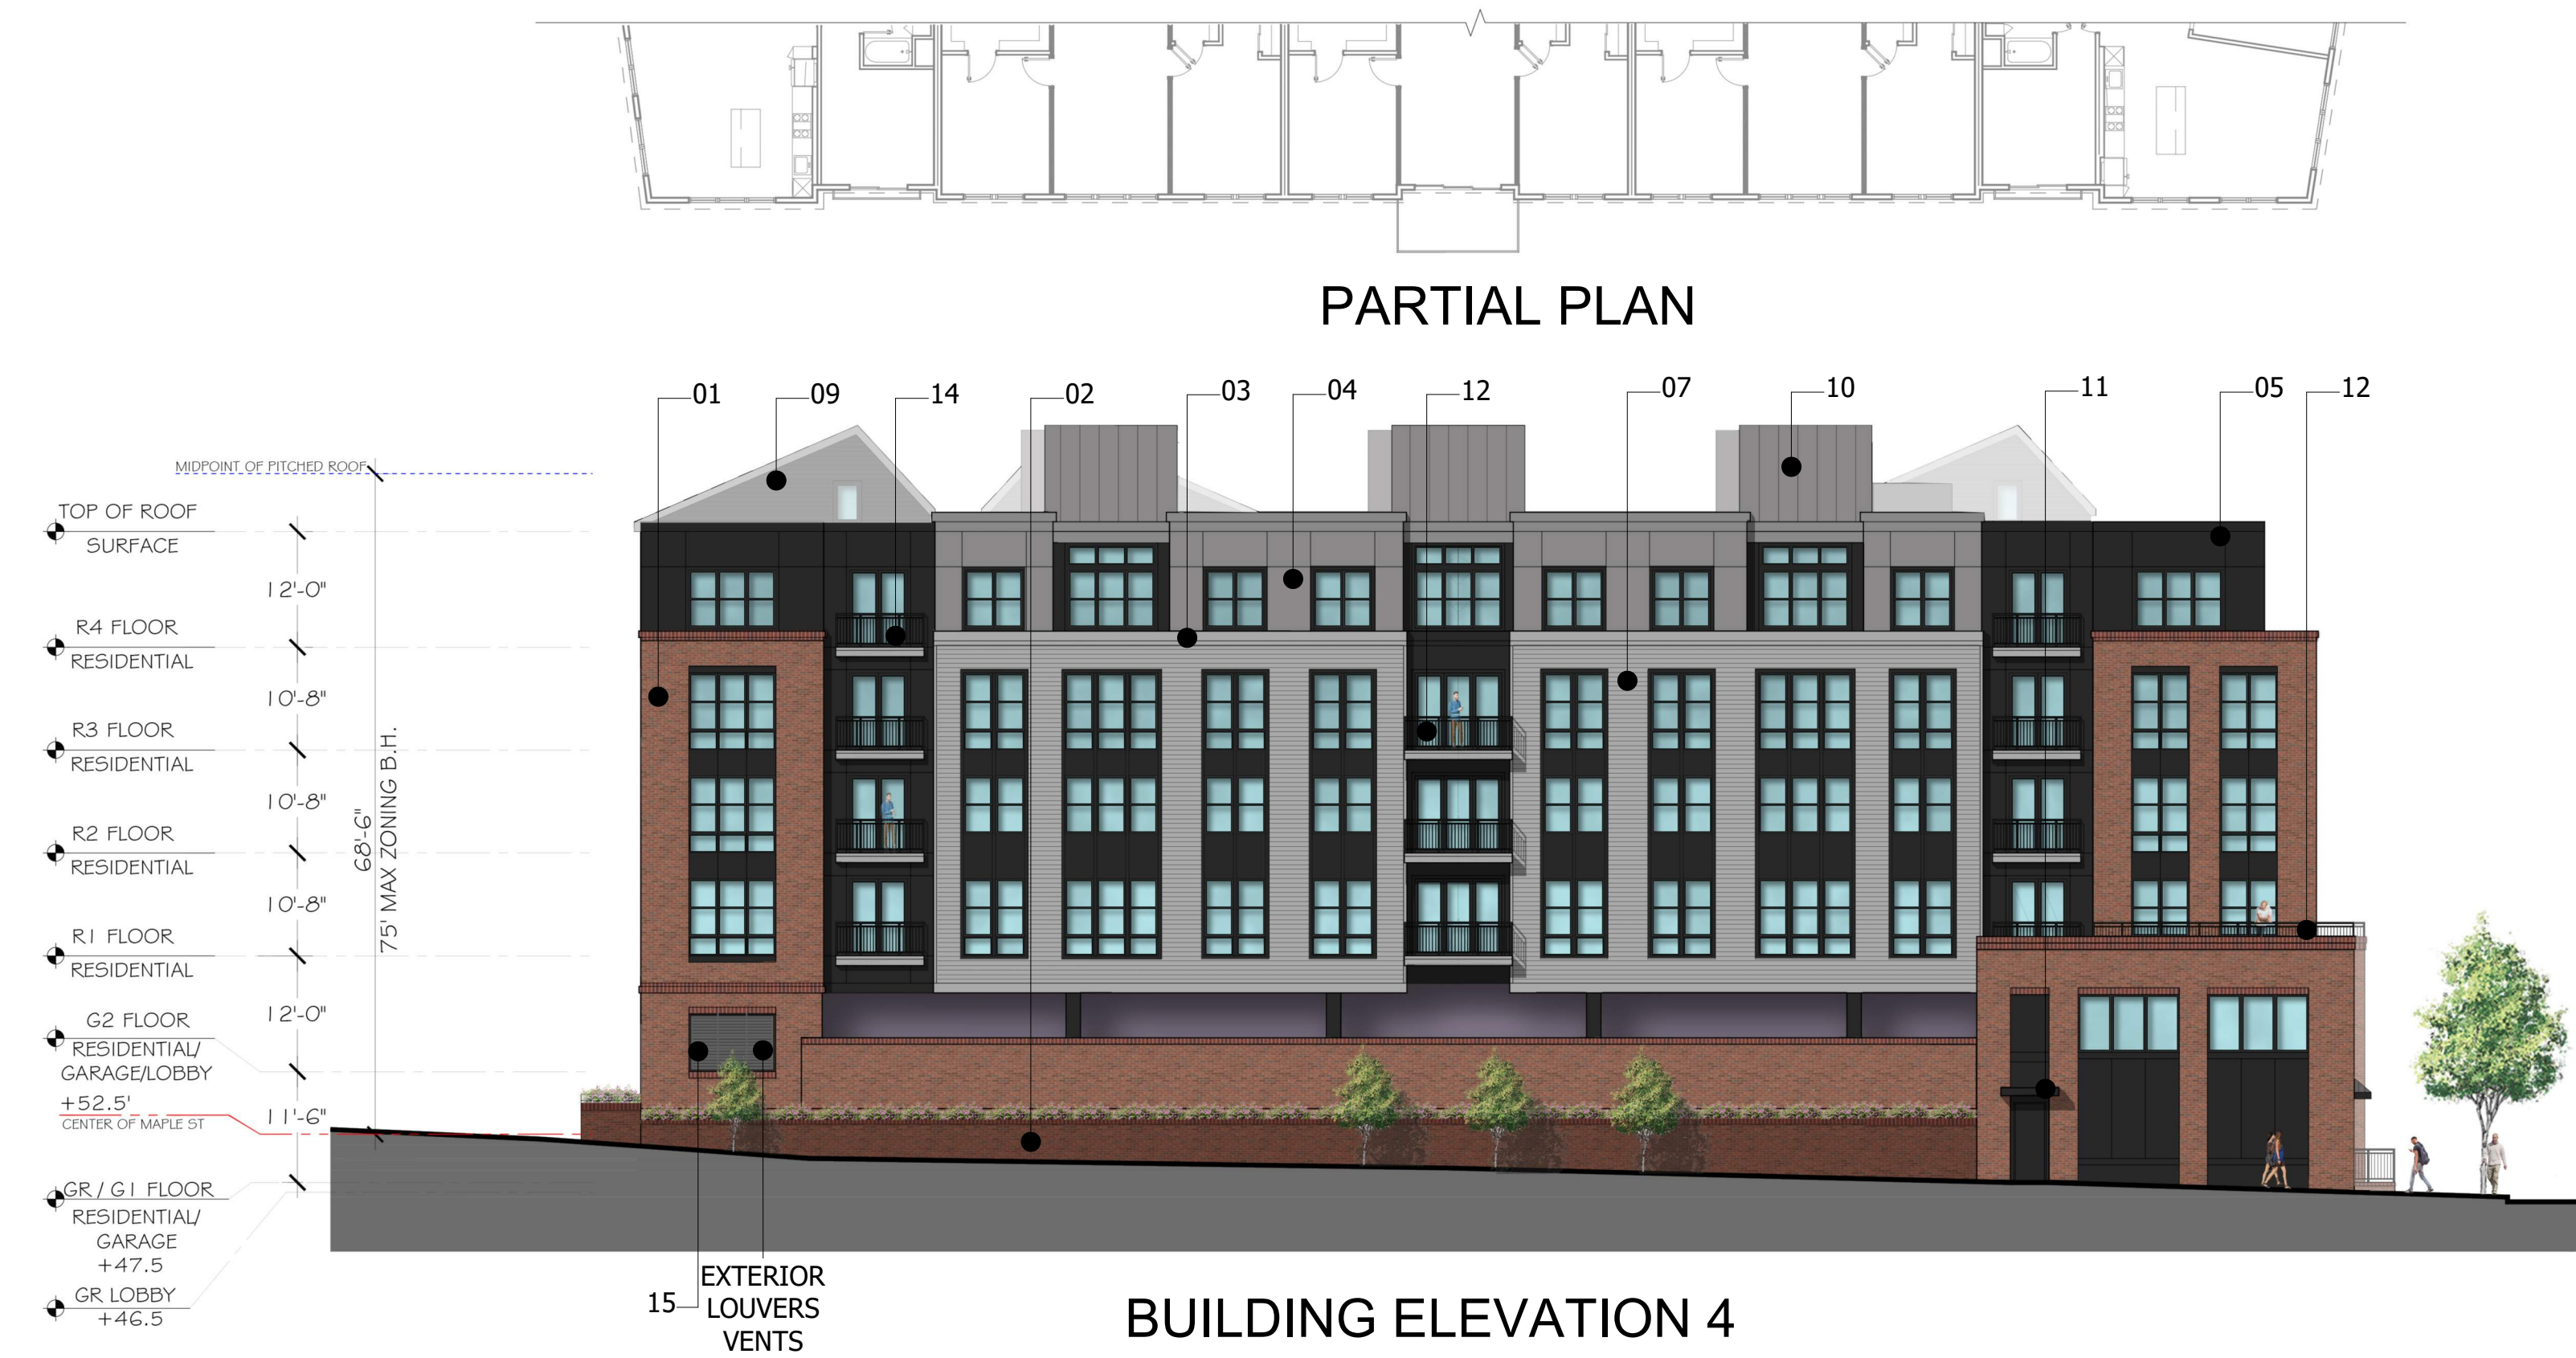 PARTIAL PLAN
01
09
14
02
03
04
12
07
10
11
05
12
MIDPOINT OF PITCHED ROOF
TOP OF ROOF
SURFACE
12'-0"
R4 FLOOR
RESIDENTIAL
10'-8"
R3 FLOOR
RESIDENTIAL
10'-8"
R2 FLOOR
RESIDENTIAL
10'-8"
R1 FLOOR
RESIDENTIAL
12'-0"
G2 FLOOR
RESIDENTIAL/
GARAGE/LOBBY
+52.5'
CENTER OF MAPLE ST
11'-6"
68'-6"
75' MAX ZONING B.H.
GR / G1 FLOOR
RESIDENTIAL/
GARAGE
+47.5
GR LOBBY
+46.5
15
EXTERIOR
LOUVERS
VENTS
BUILDING ELEVATION 4